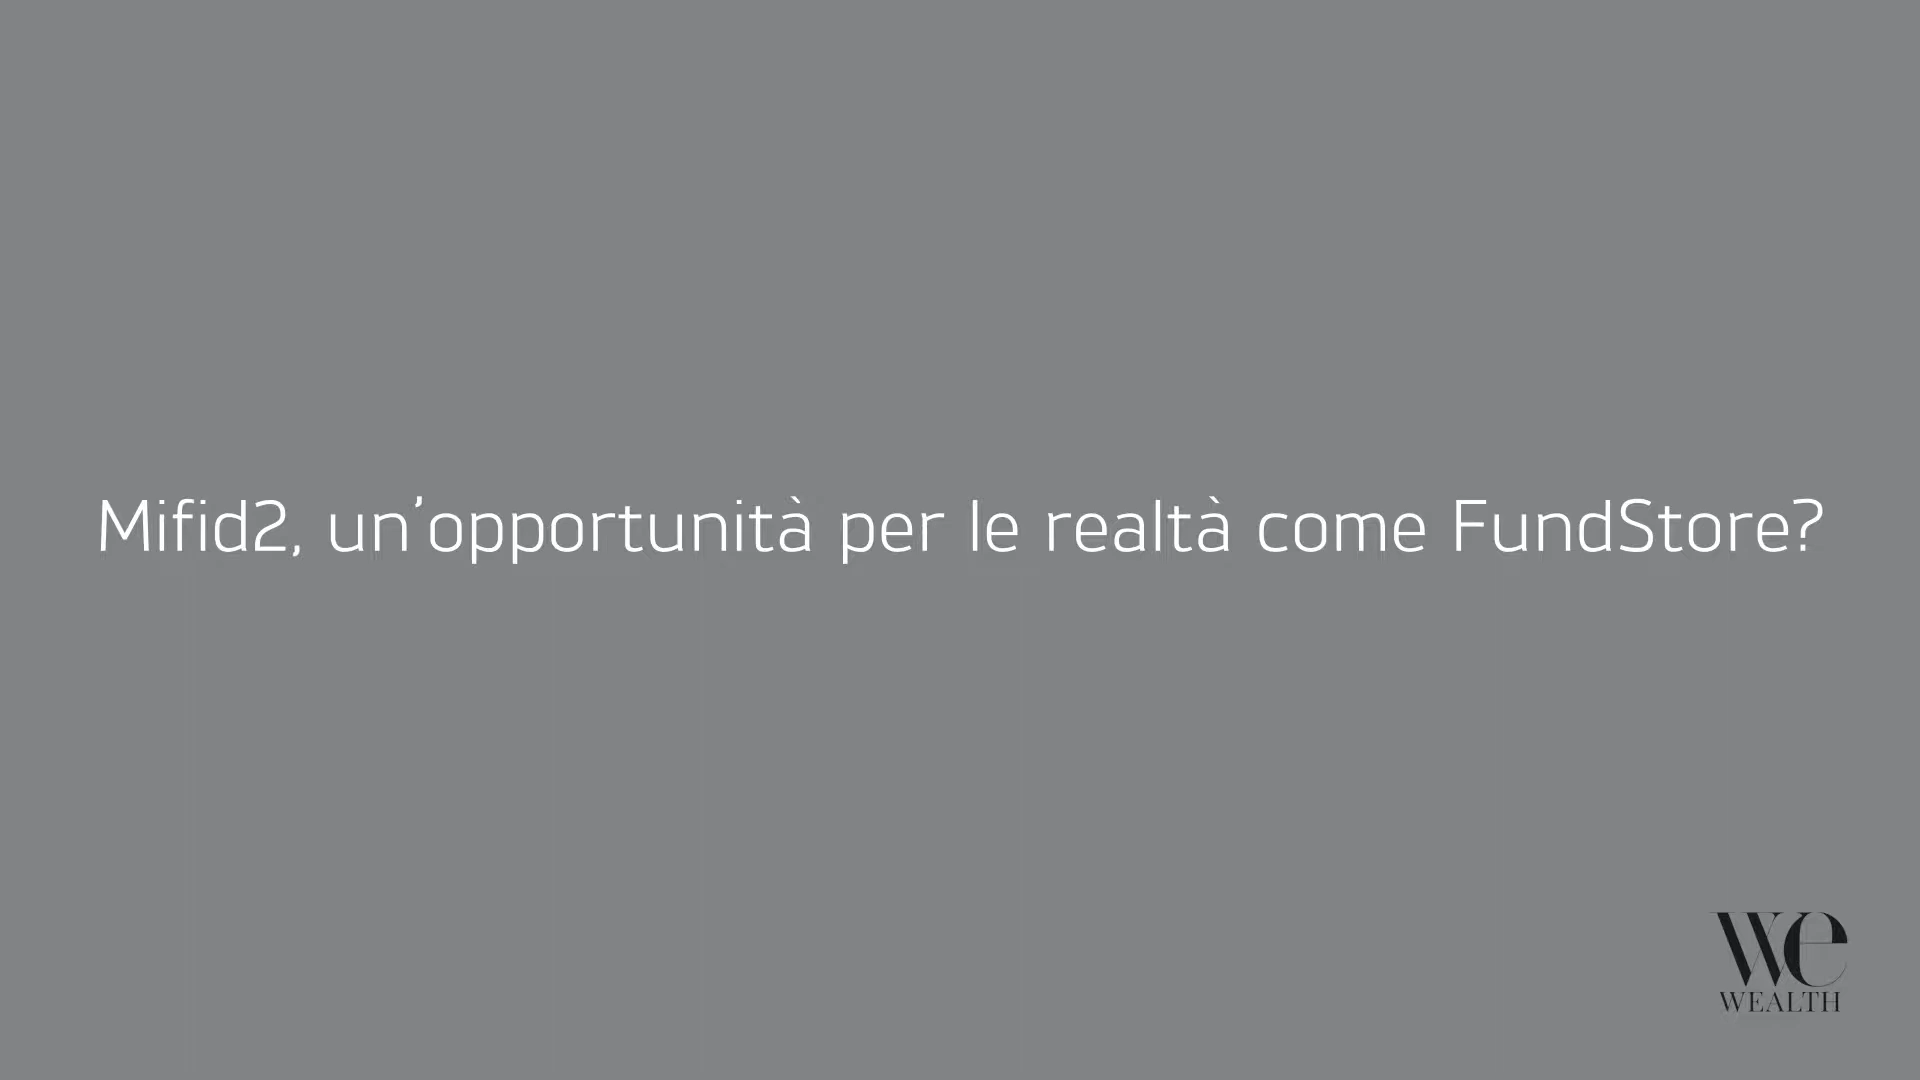 Mifid2, un’opportunità per le realtà come FundStore?
we
WEALTH